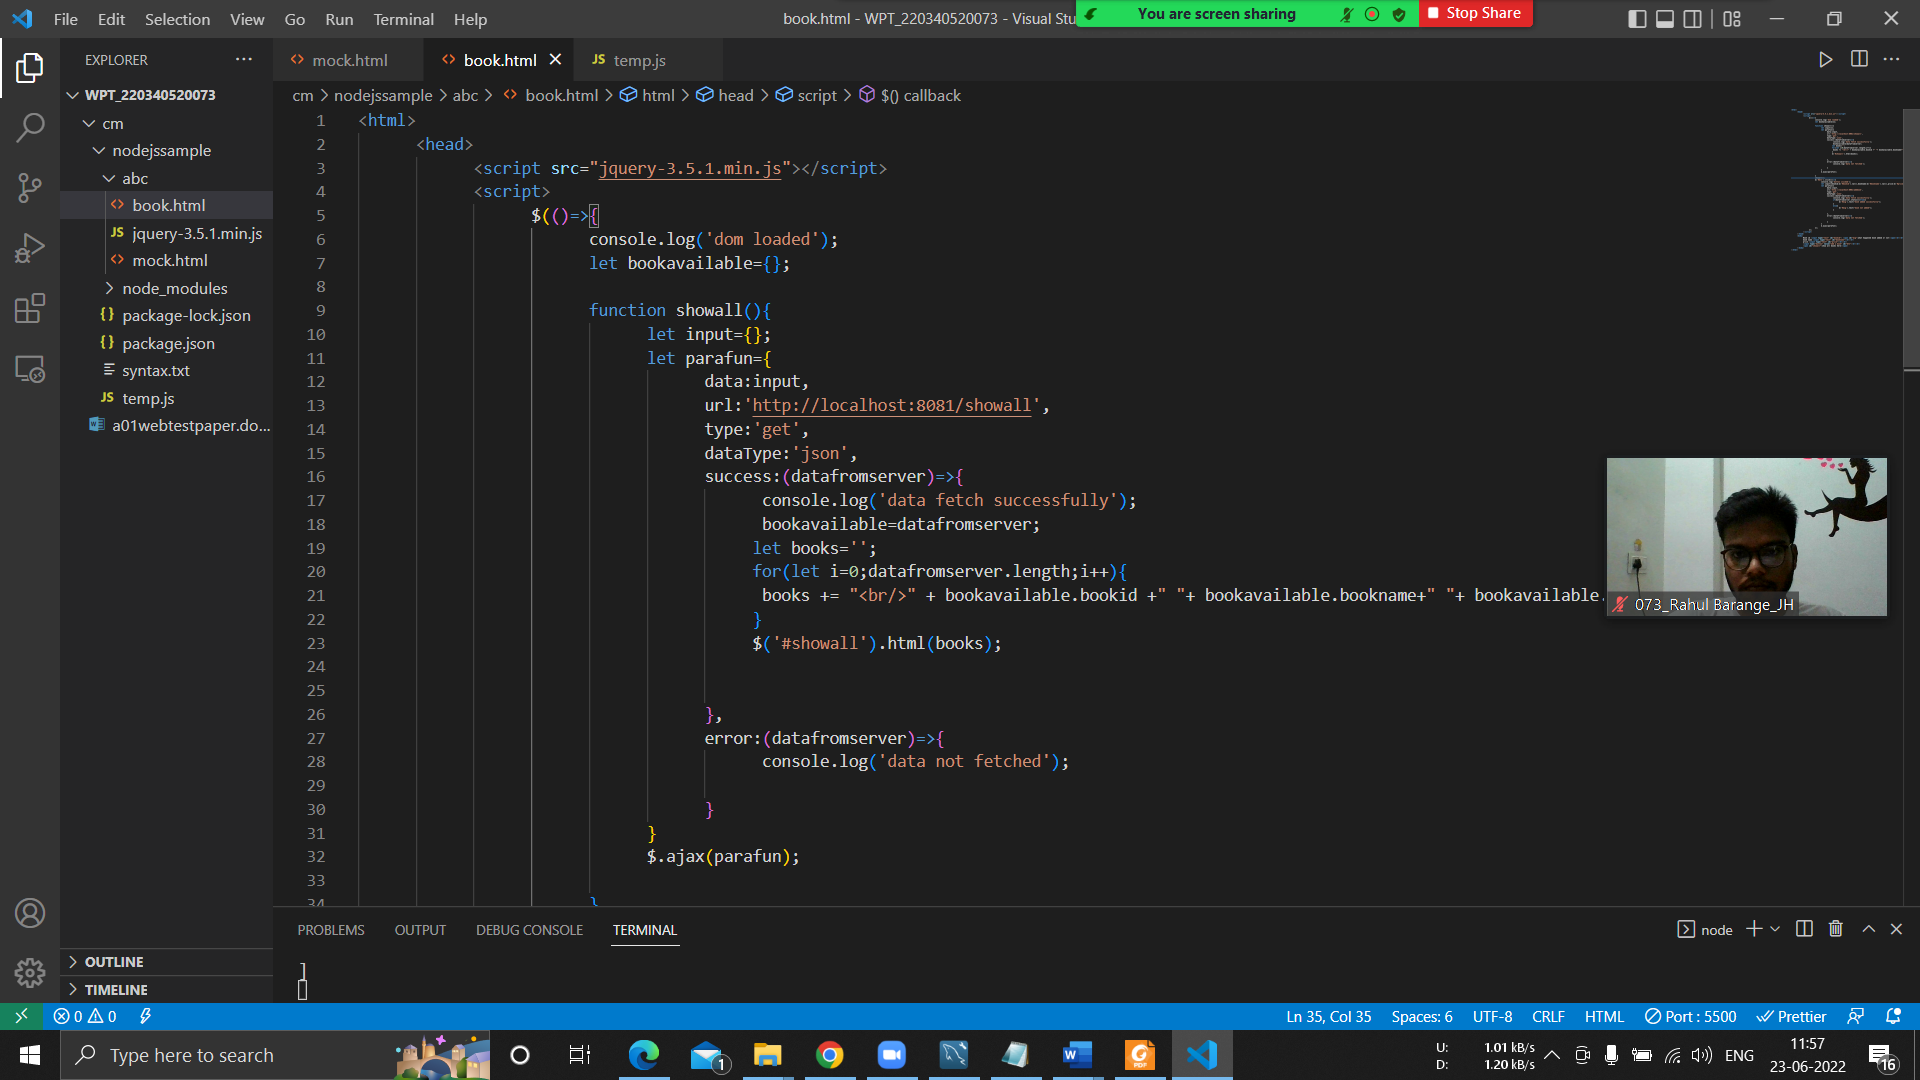 File Edit Selection View Go Run Terminal Help
book.html - WPT_220340520073 - Visual Stu
You are screen sharing
Stop Share
EXPLORER
mock.html
book.html
JS temp.js
WPT_220340520073
cm > nodejssample > abc > book.html > html > head > script > $() callback
cm
nodejssample
abc
book.html
JS jquery-3.5.1.min.js
mock.html
node_modules
{} package-lock.json
{} package.json
syntax.txt
JS temp.js
a01webtestpaper.do...
OUTLINE
TIMELINE
1 <html>
2 <head>
3 <script src="jquery-3.5.1.min.js"></script>
4 <script>
5 $(()=>{
6 console.log('dom loaded');
7 let bookavailable={};
8
9 function showall(){
10 let input={};
11 let parafun={
12 data:input,
13 url:'http://localhost:8081/showall',
14 type:'get',
15 dataType:'json',
16 success:(datafromserver)=>{
17 console.log('data fetch successfully');
18 bookavailable=datafromserver;
19 let books='';
20 for(let i=0;datafromserver.length;i++){
21 books += "<br/>" + bookavailable.bookid +" "+ bookavailable.bookname+" "+ bookavailable.
22 }
23 $('#showall').html(books);
24
25
26 },
27 error:(datafromserver)=>{
28 console.log('data not fetched');
29
30 }
31 }
32 $.ajax(parafun);
33
34 }
073_Rahul Barange_JH
PROBLEMS OUTPUT DEBUG CONSOLE TERMINAL
node
]
0 0
Ln 35, Col 35 Spaces: 6 UTF-8 CRLF HTML Port : 5500 Prettier
Type here to search
1
U: 1.01 kB/s
D: 1.20 kB/s
ENG
11:57
23-06-2022
16